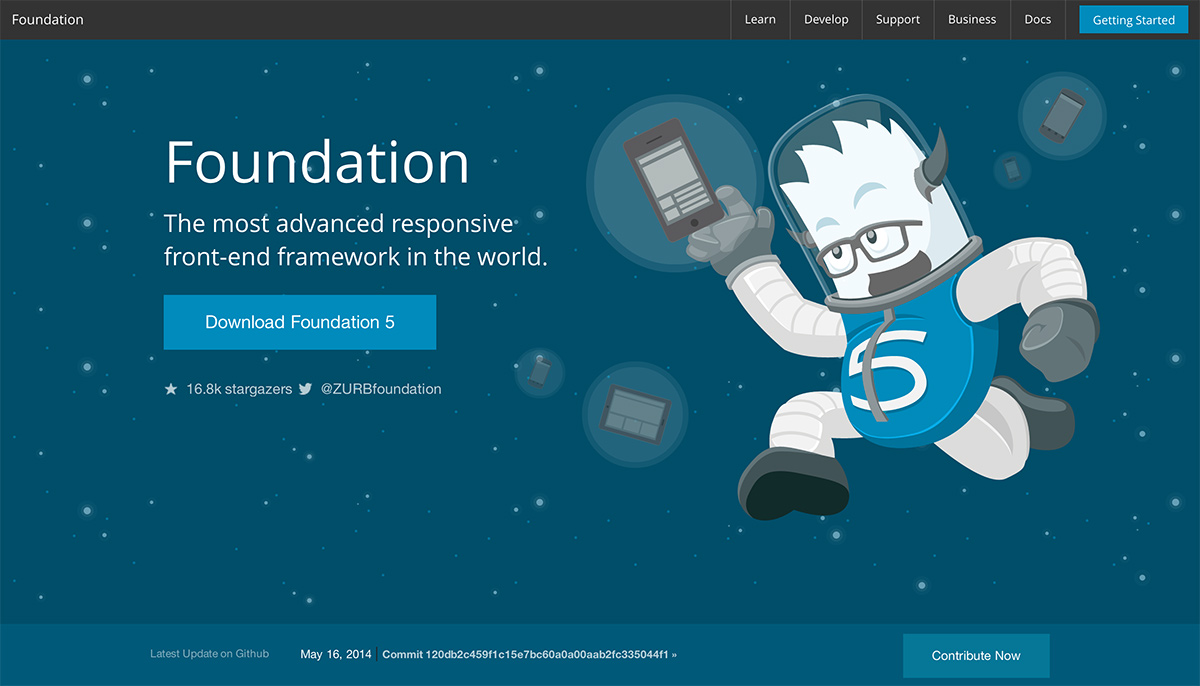 Foundation
Learn
Develop
Support
Business
Docs
Getting Started
Foundation
The most advanced responsive
front-end framework in the world.
Download Foundation 5
16.8k stargazers
@ZURBfoundation
5
Latest Update on Github
May 16, 2014
Commit 120db2c459f1c15e7bc60a0a00aab2fc335044f1 »
Contribute Now